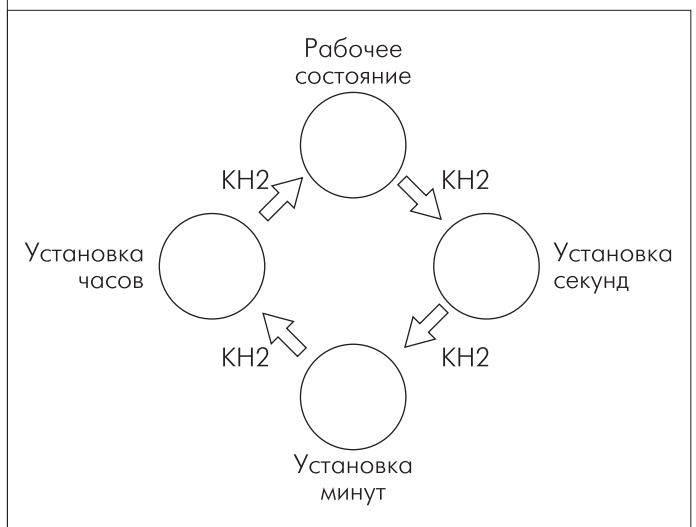 Рабочее
состояние
КН2
КН2
Установка
часов
Установка
секунд
КН2
КН2
Установка
минут